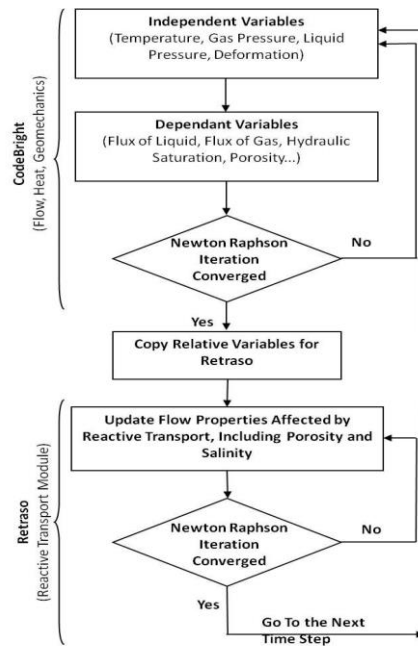 Independent Variables
(Temperature, Gas Pressure, Liquid
Pressure, Deformation)
Dependant Variables
(Flux of Liquid, Flux of Gas, Hydraulic
Saturation, Porosity...)
CodeBright
(Flow, Heat, Geomechanics)
Newton Raphson
Iteration
Converged
No
Yes
Copy Relative Variables for
Retraso
Update Flow Properties Affected by
Reactive Transport, Including Porosity and
Salinity
Retraso
(Reactive Transport Module)
Newton Raphson
Iteration
Converged
No
Yes
Go To the Next
Time Step